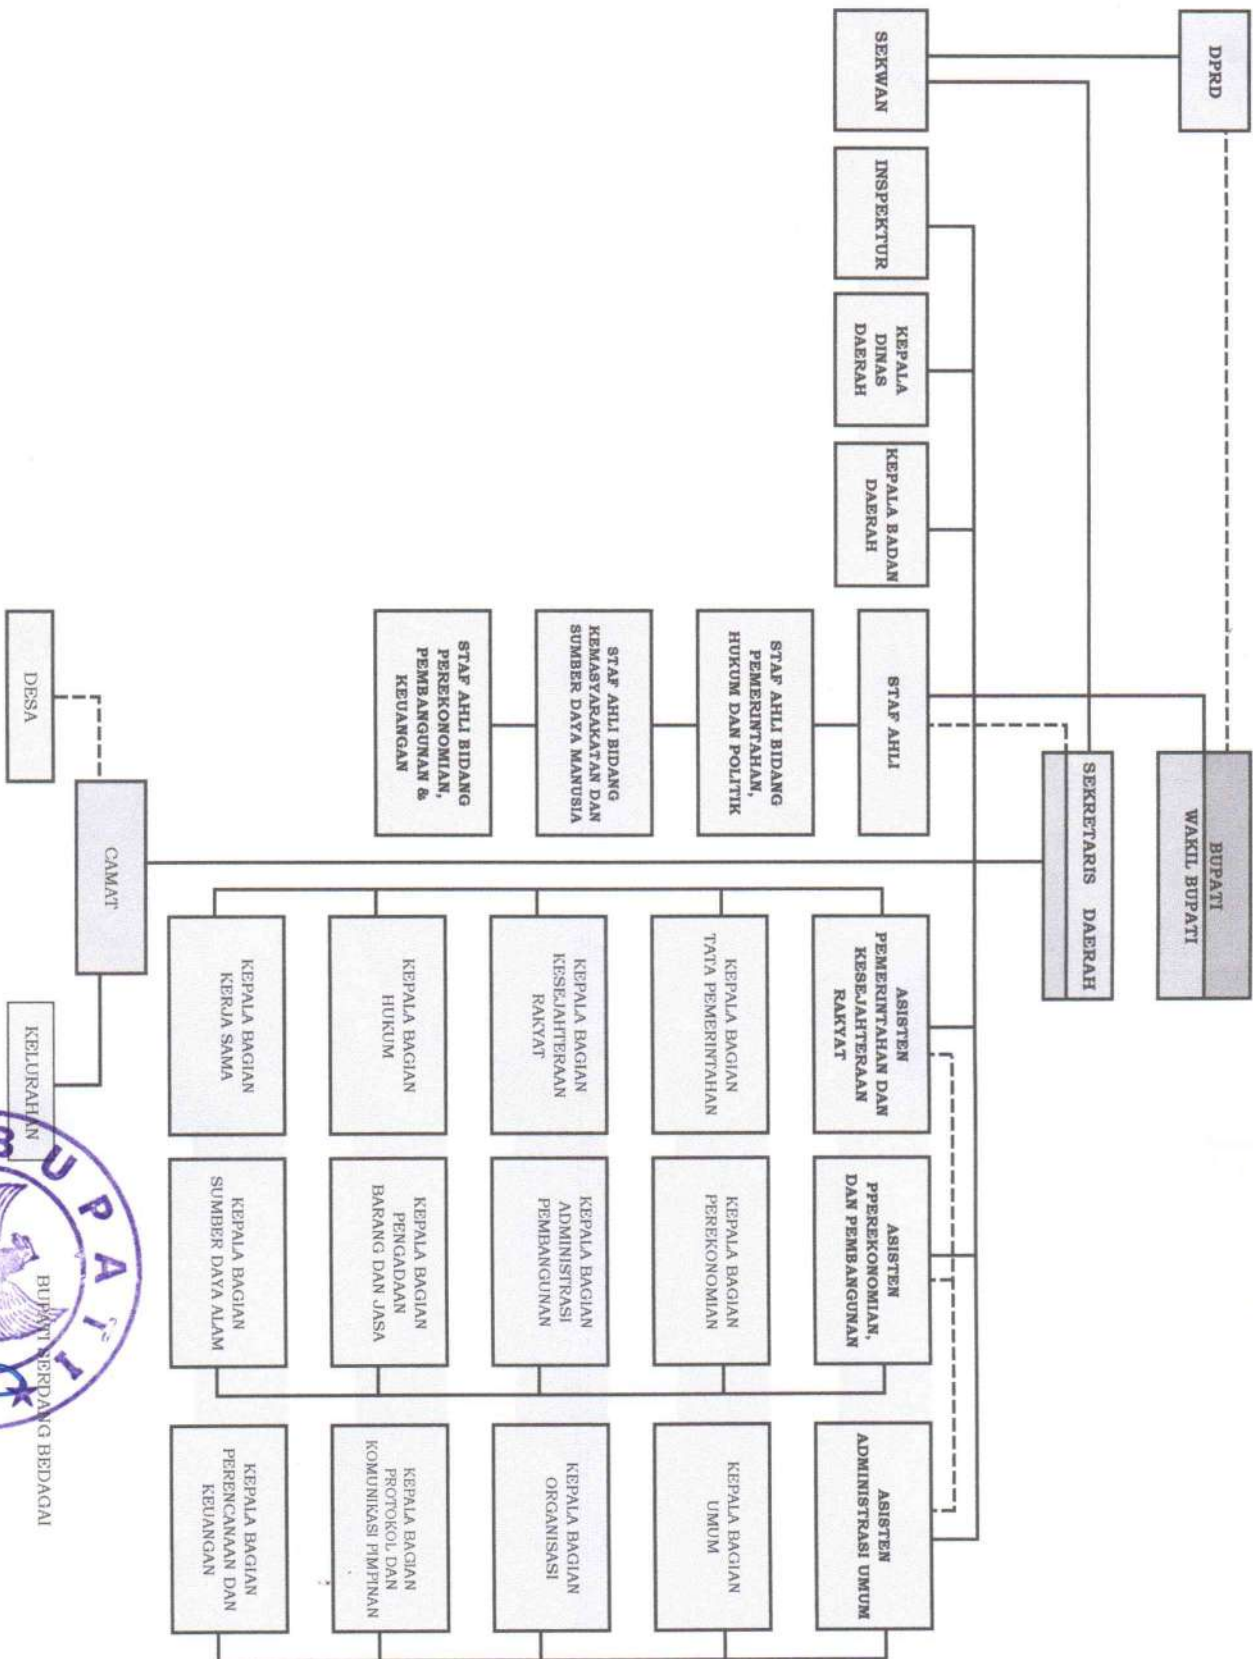 DPRD
BUPATI
WAKIL BUPATI
SEKRETARIS DAERAH
SEKWAN
INSPEKTUR
KEPALA
DINAS
DAERAH
KEPALA BADAN
DAERAH
STAF AHLI
STAF AHLI BIDANG
PEMERINTAHAN,
HUKUM DAN POLITIK
STAF AHLI BIDANG
KEMASYARAKATAN DAN
SUMBER DAYA MANUSIA
STAF AHLI BIDANG
PEREKONOMIAN,
PEMBANGUNAN &
KEUANGAN
ASISTEN
PEMERINTAHAN DAN
KESEJAHTERAAN
RAKYAT
KEPALA BAGIAN
TATA PEMERINTAHAN
KEPALA BAGIAN
KESEJAHTERAAN
RAKYAT
KEPALA BAGIAN
HUKUM
KEPALA BAGIAN
KERJA SAMA
ASISTEN
PPEREKONOMIAN,
DAN PEMBANGUNAN
KEPALA BAGIAN
PEREKONOMIAN
KEPALA BAGIAN
ADMINISTRASI
PEMBANGUNAN
KEPALA BAGIAN
PENGADAAN
BARANG DAN JASA
KEPALA BAGIAN
SUMBER DAYA ALAM
ASISTEN
ADMINISTRASI UMUM
KEPALA BAGIAN
UMUM
KEPALA BAGIAN
ORGANISASI
KEPALA BAGIAN
PROTOKOL DAN
KOMUNIKASI PIMPINAN
KEPALA BAGIAN
PERENCANAAN DAN
KEUANGAN
CAMAT
DESA
KELURAHAN
BUPATI SERDANG BEDAGAI
BUPATI